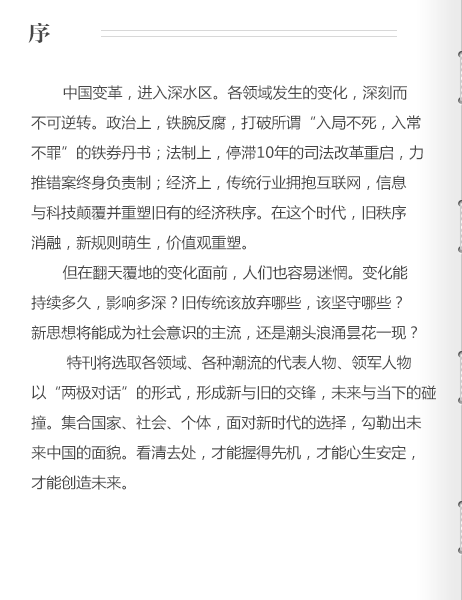 序
中国变革，进入深水区。各领域发生的变化，深刻而
不可逆转。政治上，铁腕反腐，打破所谓“入局不死，入常
不罪”的铁券丹书；法制上，停滞10年的司法改革重启，力
推错案终身负责制；经济上，传统行业拥抱互联网，信息
与科技颠覆并重塑旧有的经济秩序。在这个时代，旧秩序
消融，新规则萌生，价值观重塑。
但在翻天覆地的变化面前，人们也容易迷惘。变化能
持续多久，影响多深？旧传统该放弃哪些，该坚守哪些？
新思想将能成为社会意识的主流，还是潮头浪涌昙花一现？
特刊将选取各领域、各种潮流的代表人物、领军人物
以“两极对话”的形式，形成新与旧的交锋，未来与当下的碰
撞。集合国家、社会、个体，面对新时代的选择，勾勒出未
来中国的面貌。看清去处，才能握得先机，才能心生安定，
才能创造未来。